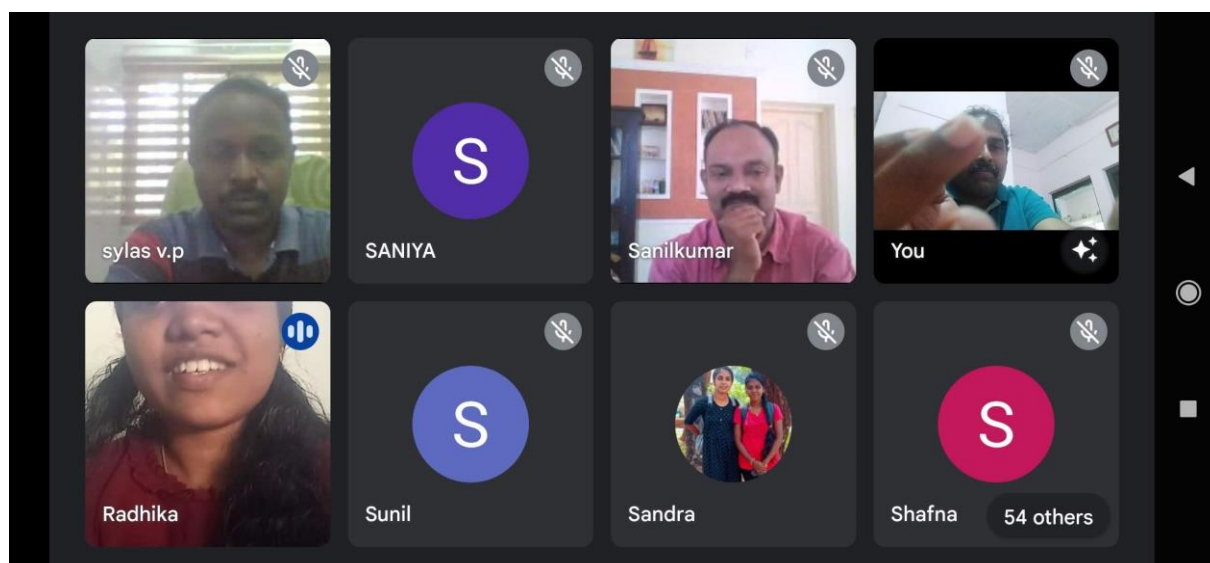 sylas v.p
S
SANIYA
Sanilkumar
You
Radhika
S
Sunil
Sandra
S
Shafna
54 others